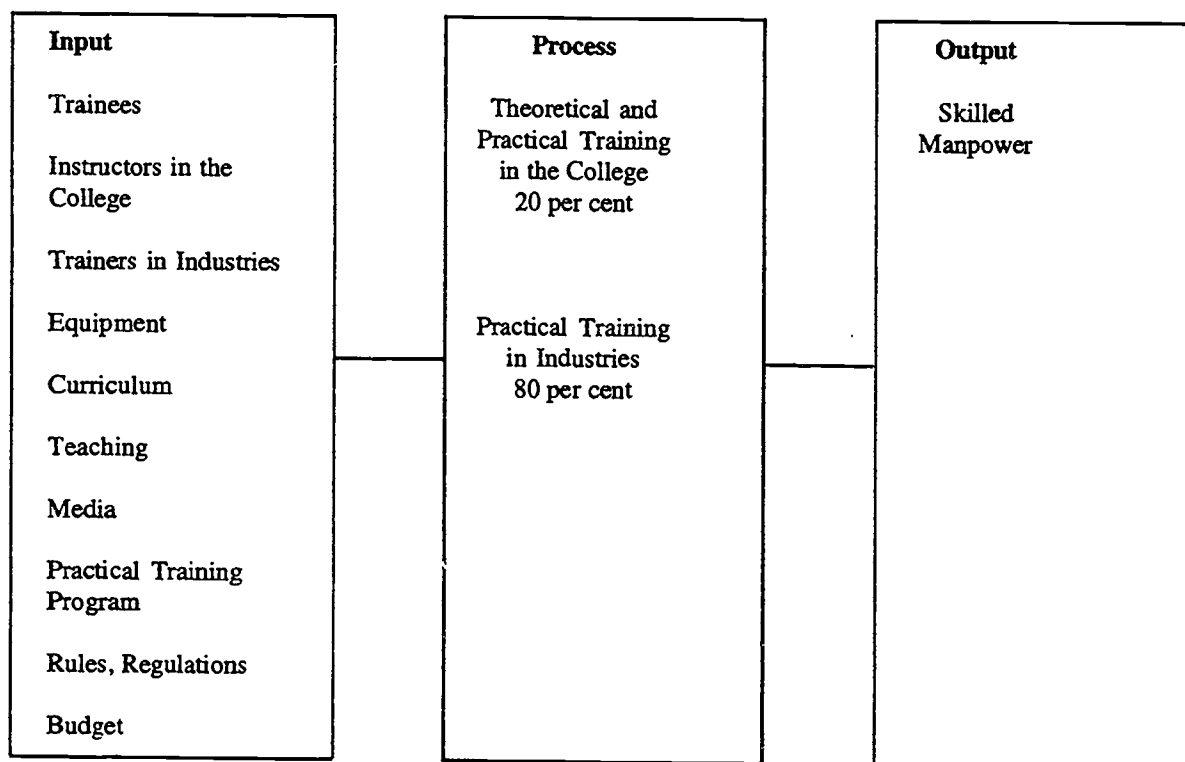 Input
Trainees
Instructors in the
College
Trainers in Industries
Equipment
Curriculum
Teaching
Media
Practical Training
Program
Rules, Regulations
Budget
Process
Theoretical and
Practical Training
in the College
20 per cent
Practical Training
in Industries
80 per cent
Output
Skilled
Manpower